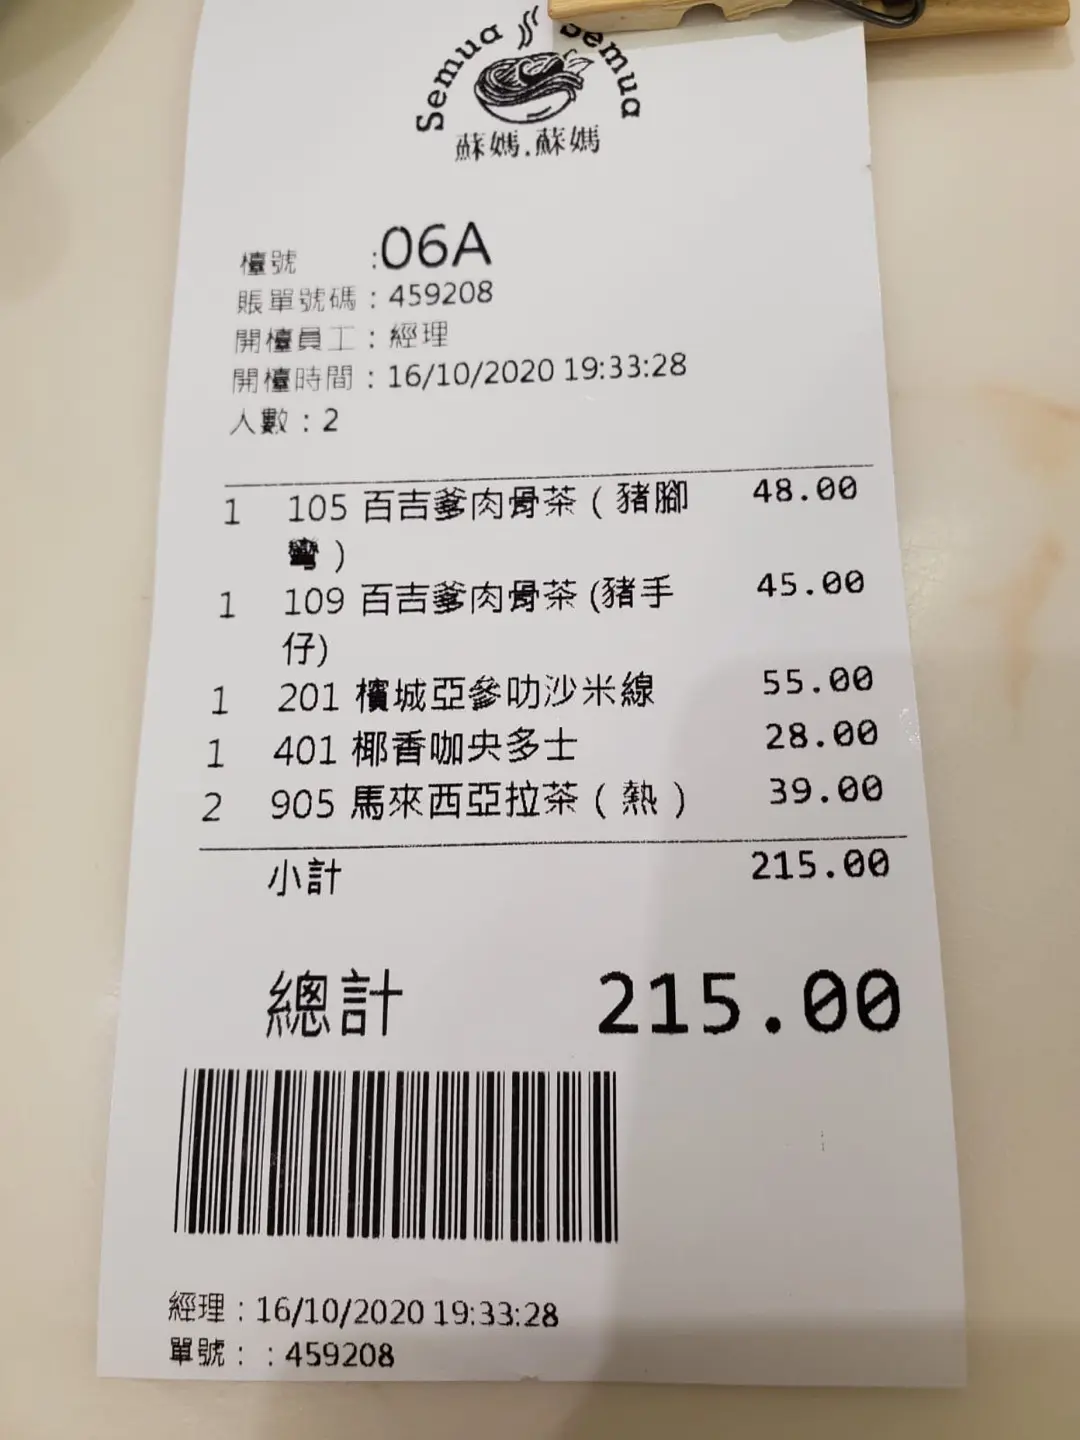 Semua Semua
蘇媽.蘇媽
檯號 :06A
賬單號碼：459208
開檯員工：經理
開檯時間：16/10/2020 19:33:28
人數：2
1 105 百吉爹肉骨茶（豬腳 48.00
彎）
1 109 百吉爹肉骨茶 (豬手 45.00
仔)
1 201 檳城亞參叻沙米線 55.00
1 401 椰香咖央多士 28.00
2 905 馬來西亞拉茶（熱） 39.00
小計 215.00
總計 215.00
經理：16/10/2020 19:33:28
單號：：459208